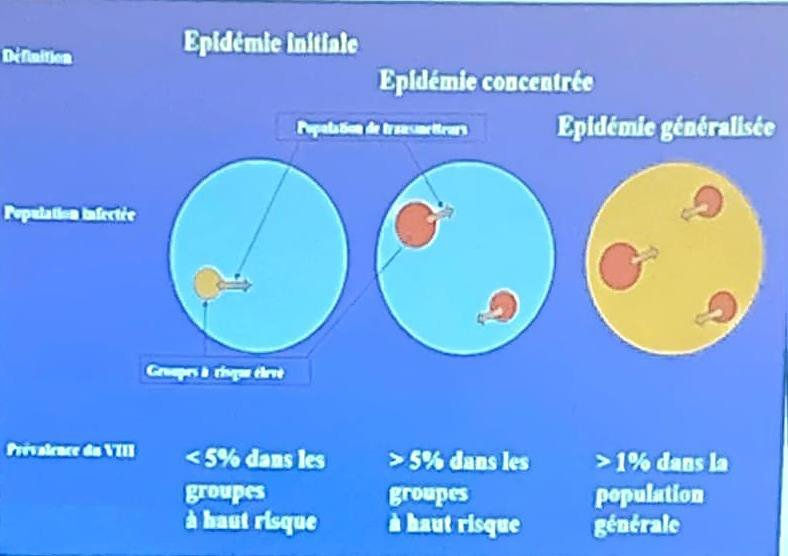 Définition
Epidémie initiale
Epidémie concentrée
Epidémie généralisée
Population de transmetteurs
Population infectée
Groupes à risque élevé
Prévalence du VIH
< 5% dans les
groupes
à haut risque
> 5% dans les
groupes
à haut risque
> 1% dans la
population
générale